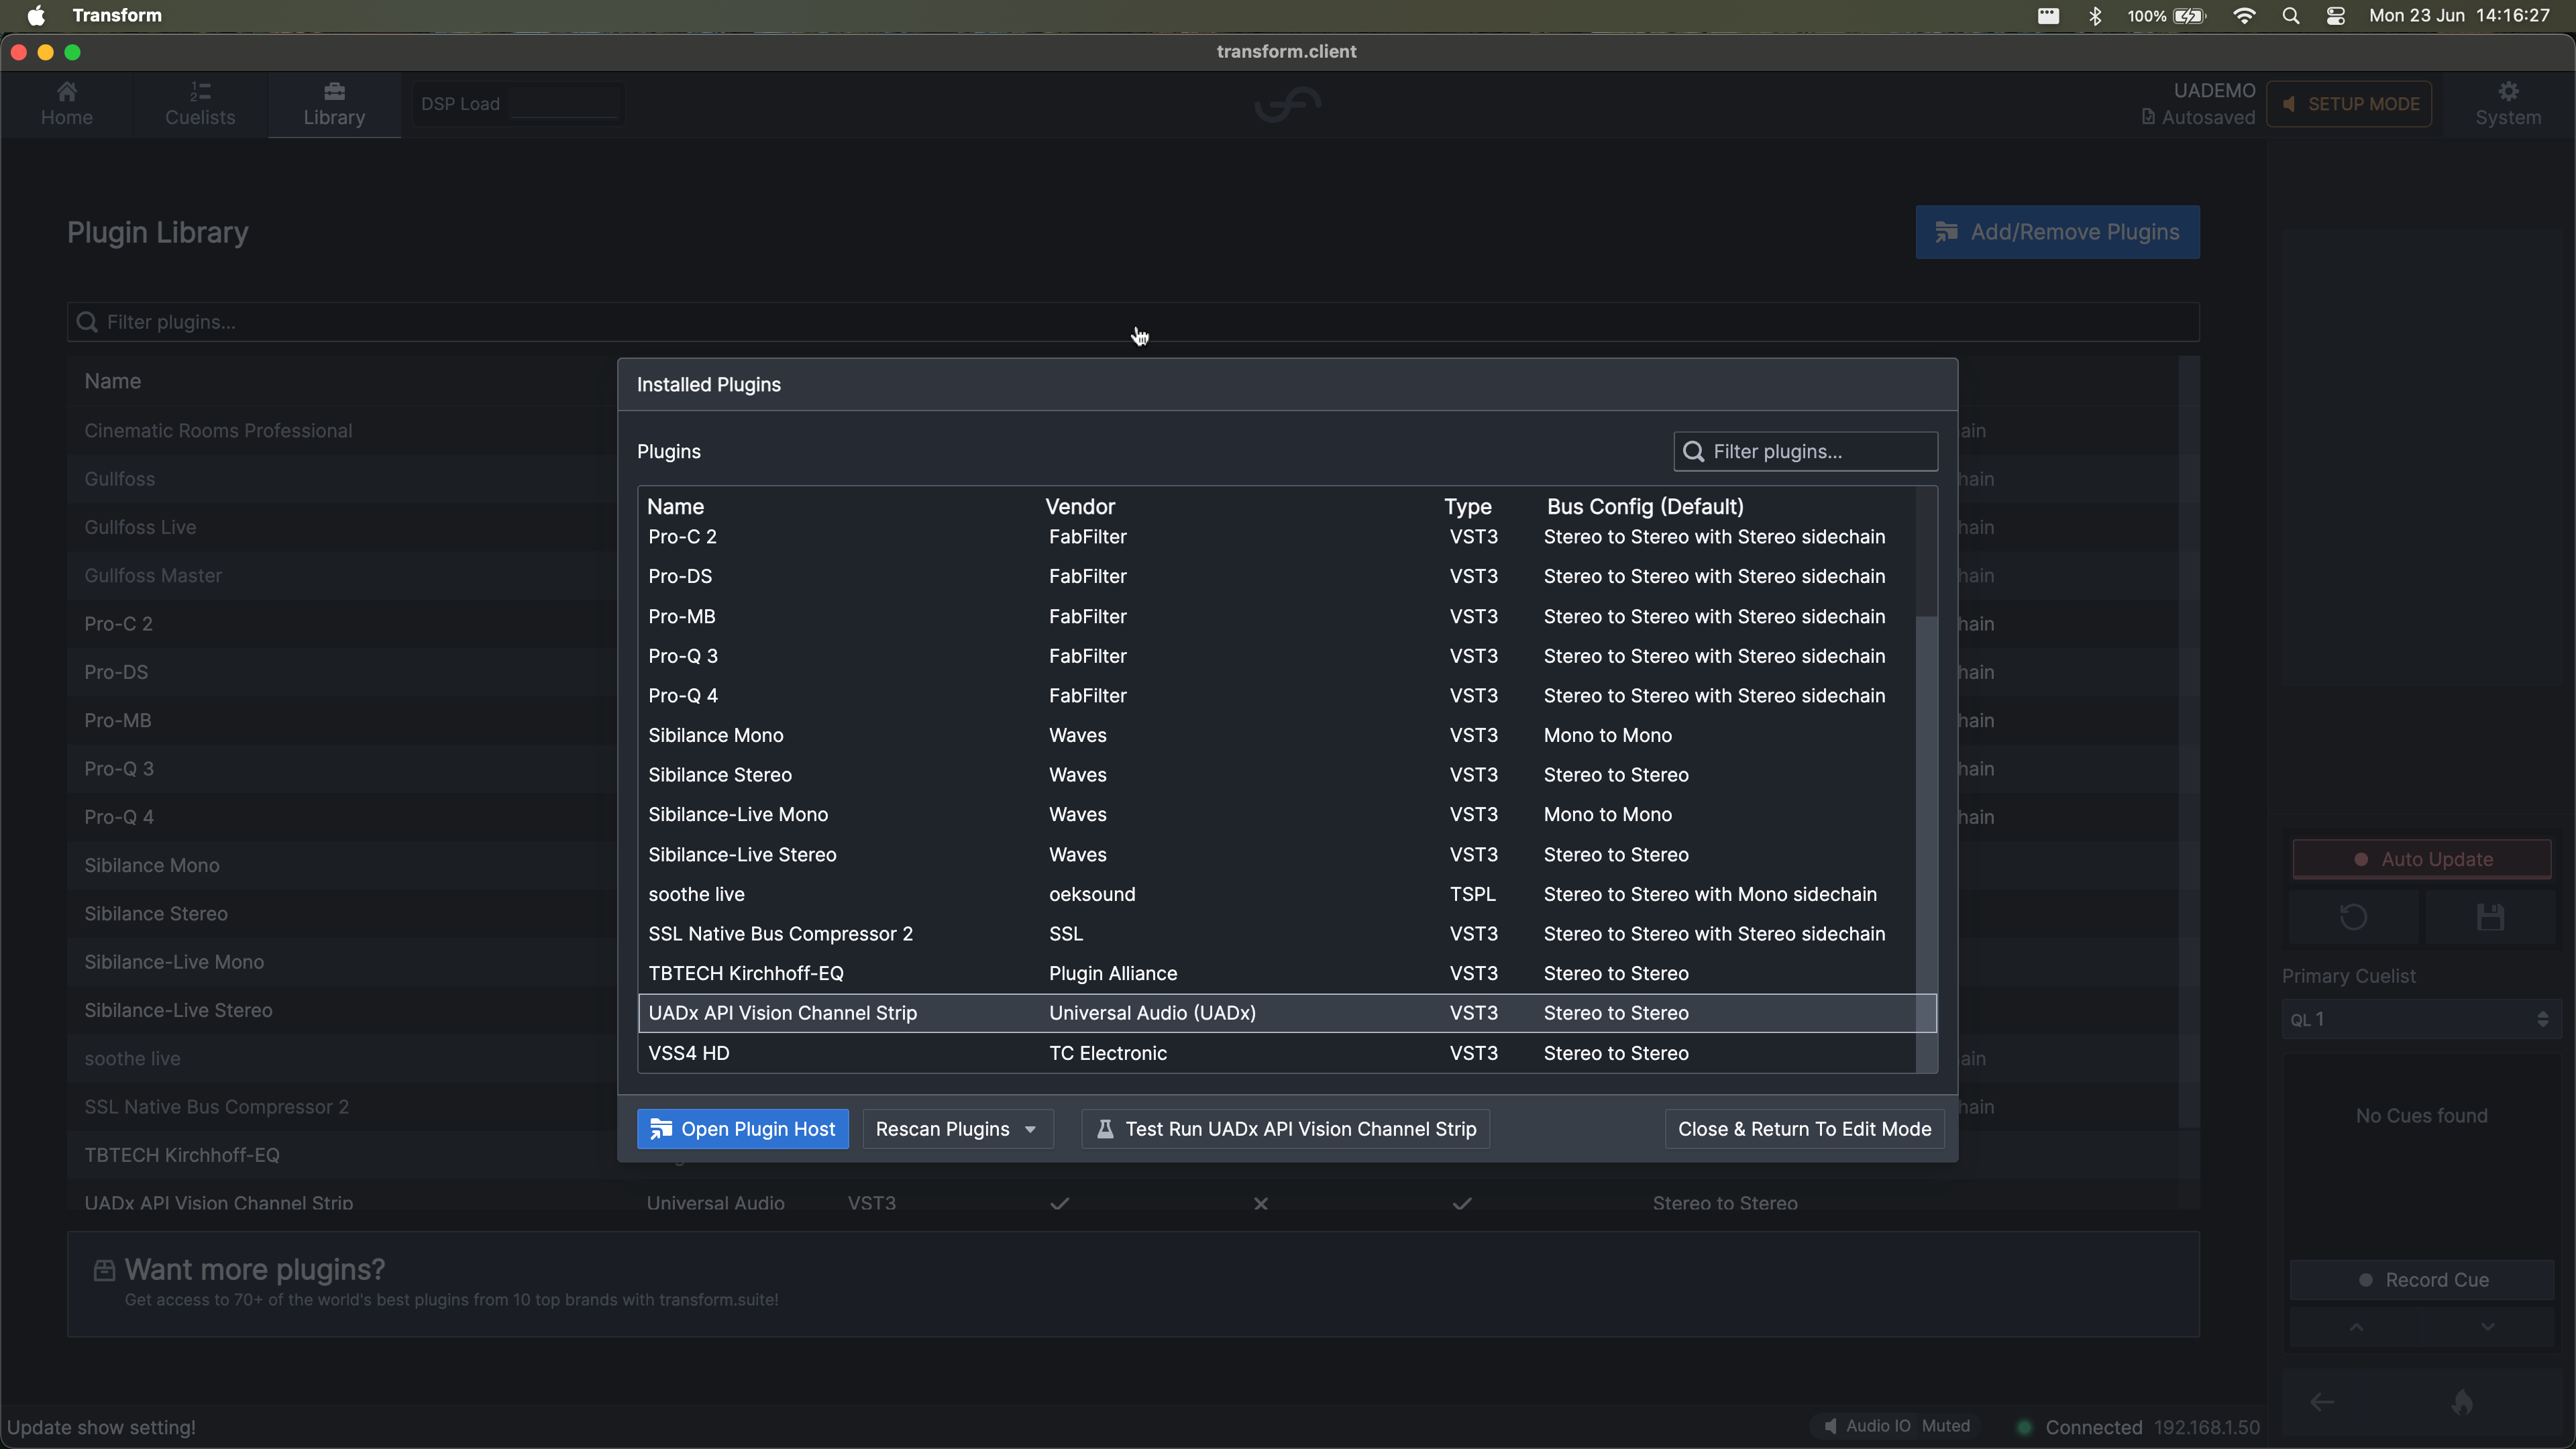 Transform
100%
Mon 23 Jun 14:16:27
transform.client
Home
Cuelists
Library
DSP Load
UADEMO
Autosaved
SETUP MODE
System
Plugin Library
Add/Remove Plugins
Filter plugins...
Name
Cinematic Rooms Professional
Gullfoss
Gullfoss Live
Gullfoss Master
Pro-C 2
Pro-DS
Pro-MB
Pro-Q 3
Pro-Q 4
Sibilance Mono
Sibilance Stereo
Sibilance-Live Mono
Sibilance-Live Stereo
soothe live
SSL Native Bus Compressor 2
TBTECH Kirchhoff-EQ
UADx API Vision Channel Strip Universal Audio VST3 Stereo to Stereo
Installed Plugins
Plugins
Filter plugins...
Name Vendor Type Bus Config (Default)
Pro-C 2 FabFilter VST3 Stereo to Stereo with Stereo sidechain
Pro-DS FabFilter VST3 Stereo to Stereo with Stereo sidechain
Pro-MB FabFilter VST3 Stereo to Stereo with Stereo sidechain
Pro-Q 3 FabFilter VST3 Stereo to Stereo with Stereo sidechain
Pro-Q 4 FabFilter VST3 Stereo to Stereo with Stereo sidechain
Sibilance Mono Waves VST3 Mono to Mono
Sibilance Stereo Waves VST3 Stereo to Stereo
Sibilance-Live Mono Waves VST3 Mono to Mono
Sibilance-Live Stereo Waves VST3 Stereo to Stereo
soothe live oeksound TSPL Stereo to Stereo with Mono sidechain
SSL Native Bus Compressor 2 SSL VST3 Stereo to Stereo with Stereo sidechain
TBTECH Kirchhoff-EQ Plugin Alliance VST3 Stereo to Stereo
UADx API Vision Channel Strip Universal Audio (UADx) VST3 Stereo to Stereo
VSS4 HD TC Electronic VST3 Stereo to Stereo
Open Plugin Host
Rescan Plugins
Test Run UADx API Vision Channel Strip
Close & Return To Edit Mode
Want more plugins?
Get access to 70+ of the world's best plugins from 10 top brands with transform.suite!
Auto Update
Primary Cuelist
QL 1
No Cues found
Record Cue
Update show setting!
Audio IO Muted
Connected 192.168.1.50